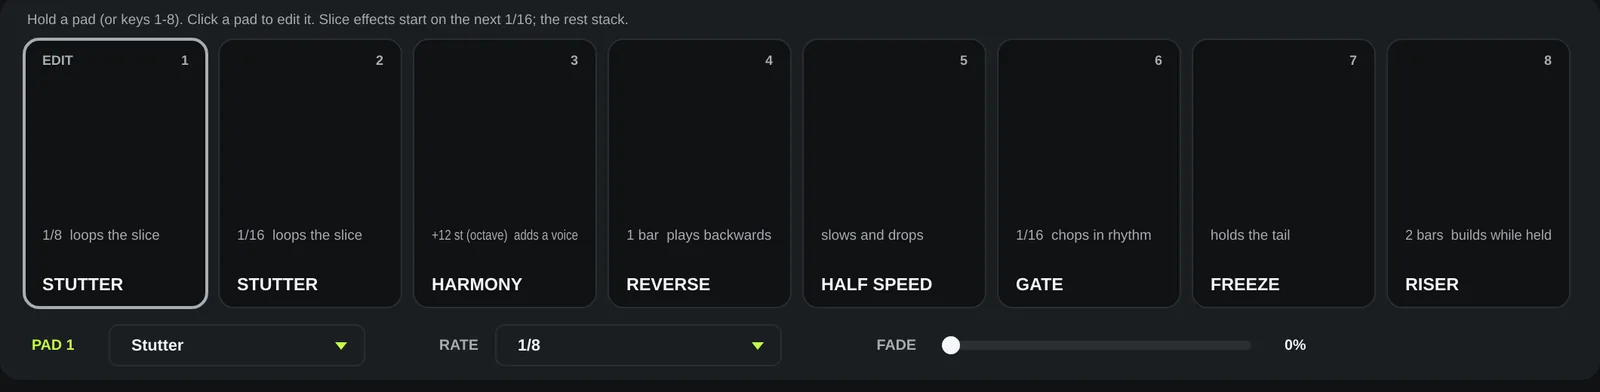 Hold a pad (or keys 1-8). Click a pad to edit it. Slice effects start on the next 1/16; the rest stack.
EDIT 1
1/8 loops the slice
STUTTER
2
1/16 loops the slice
STUTTER
3
+12 st (octave) adds a voice
HARMONY
4
1 bar plays backwards
REVERSE
5
slows and drops
HALF SPEED
6
1/16 chops in rhythm
GATE
7
holds the tail
FREEZE
8
2 bars builds while held
RISER
PAD 1 Stutter RATE 1/8 FADE 0%